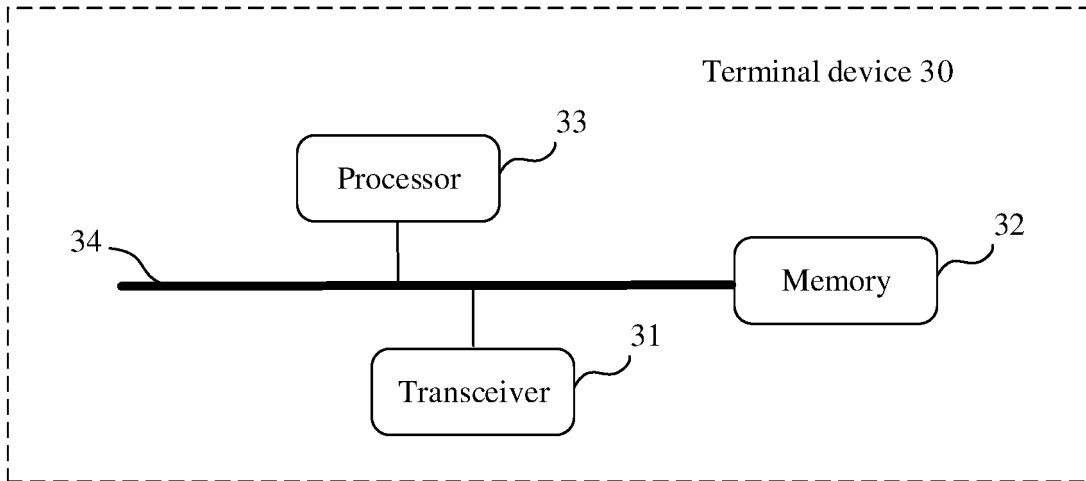 Terminal device 30
33
Processor
34
32
Memory
31
Transceiver